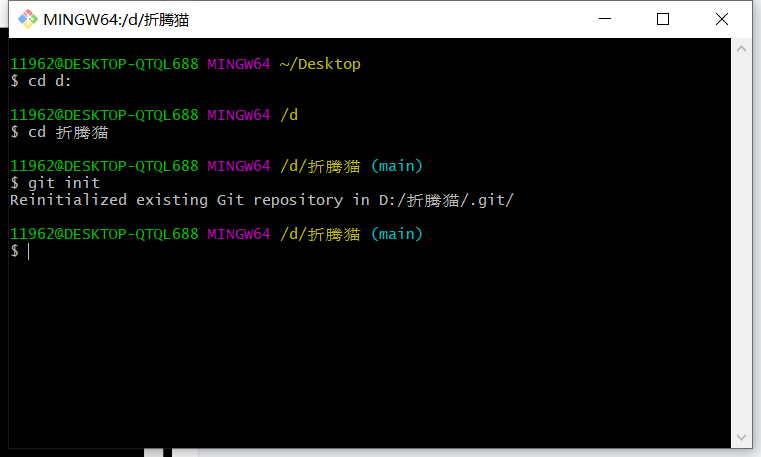 MINGW64:/d/折腾猫
11962@DESKTOP-QTQL688 MINGW64 ~/Desktop
$ cd d:
11962@DESKTOP-QTQL688 MINGW64 /d
$ cd 折腾猫
11962@DESKTOP-QTQL688 MINGW64 /d/折腾猫 (main)
$ git init
Reinitialized existing Git repository in D:/折腾猫/.git/
11962@DESKTOP-QTQL688 MINGW64 /d/折腾猫 (main)
$